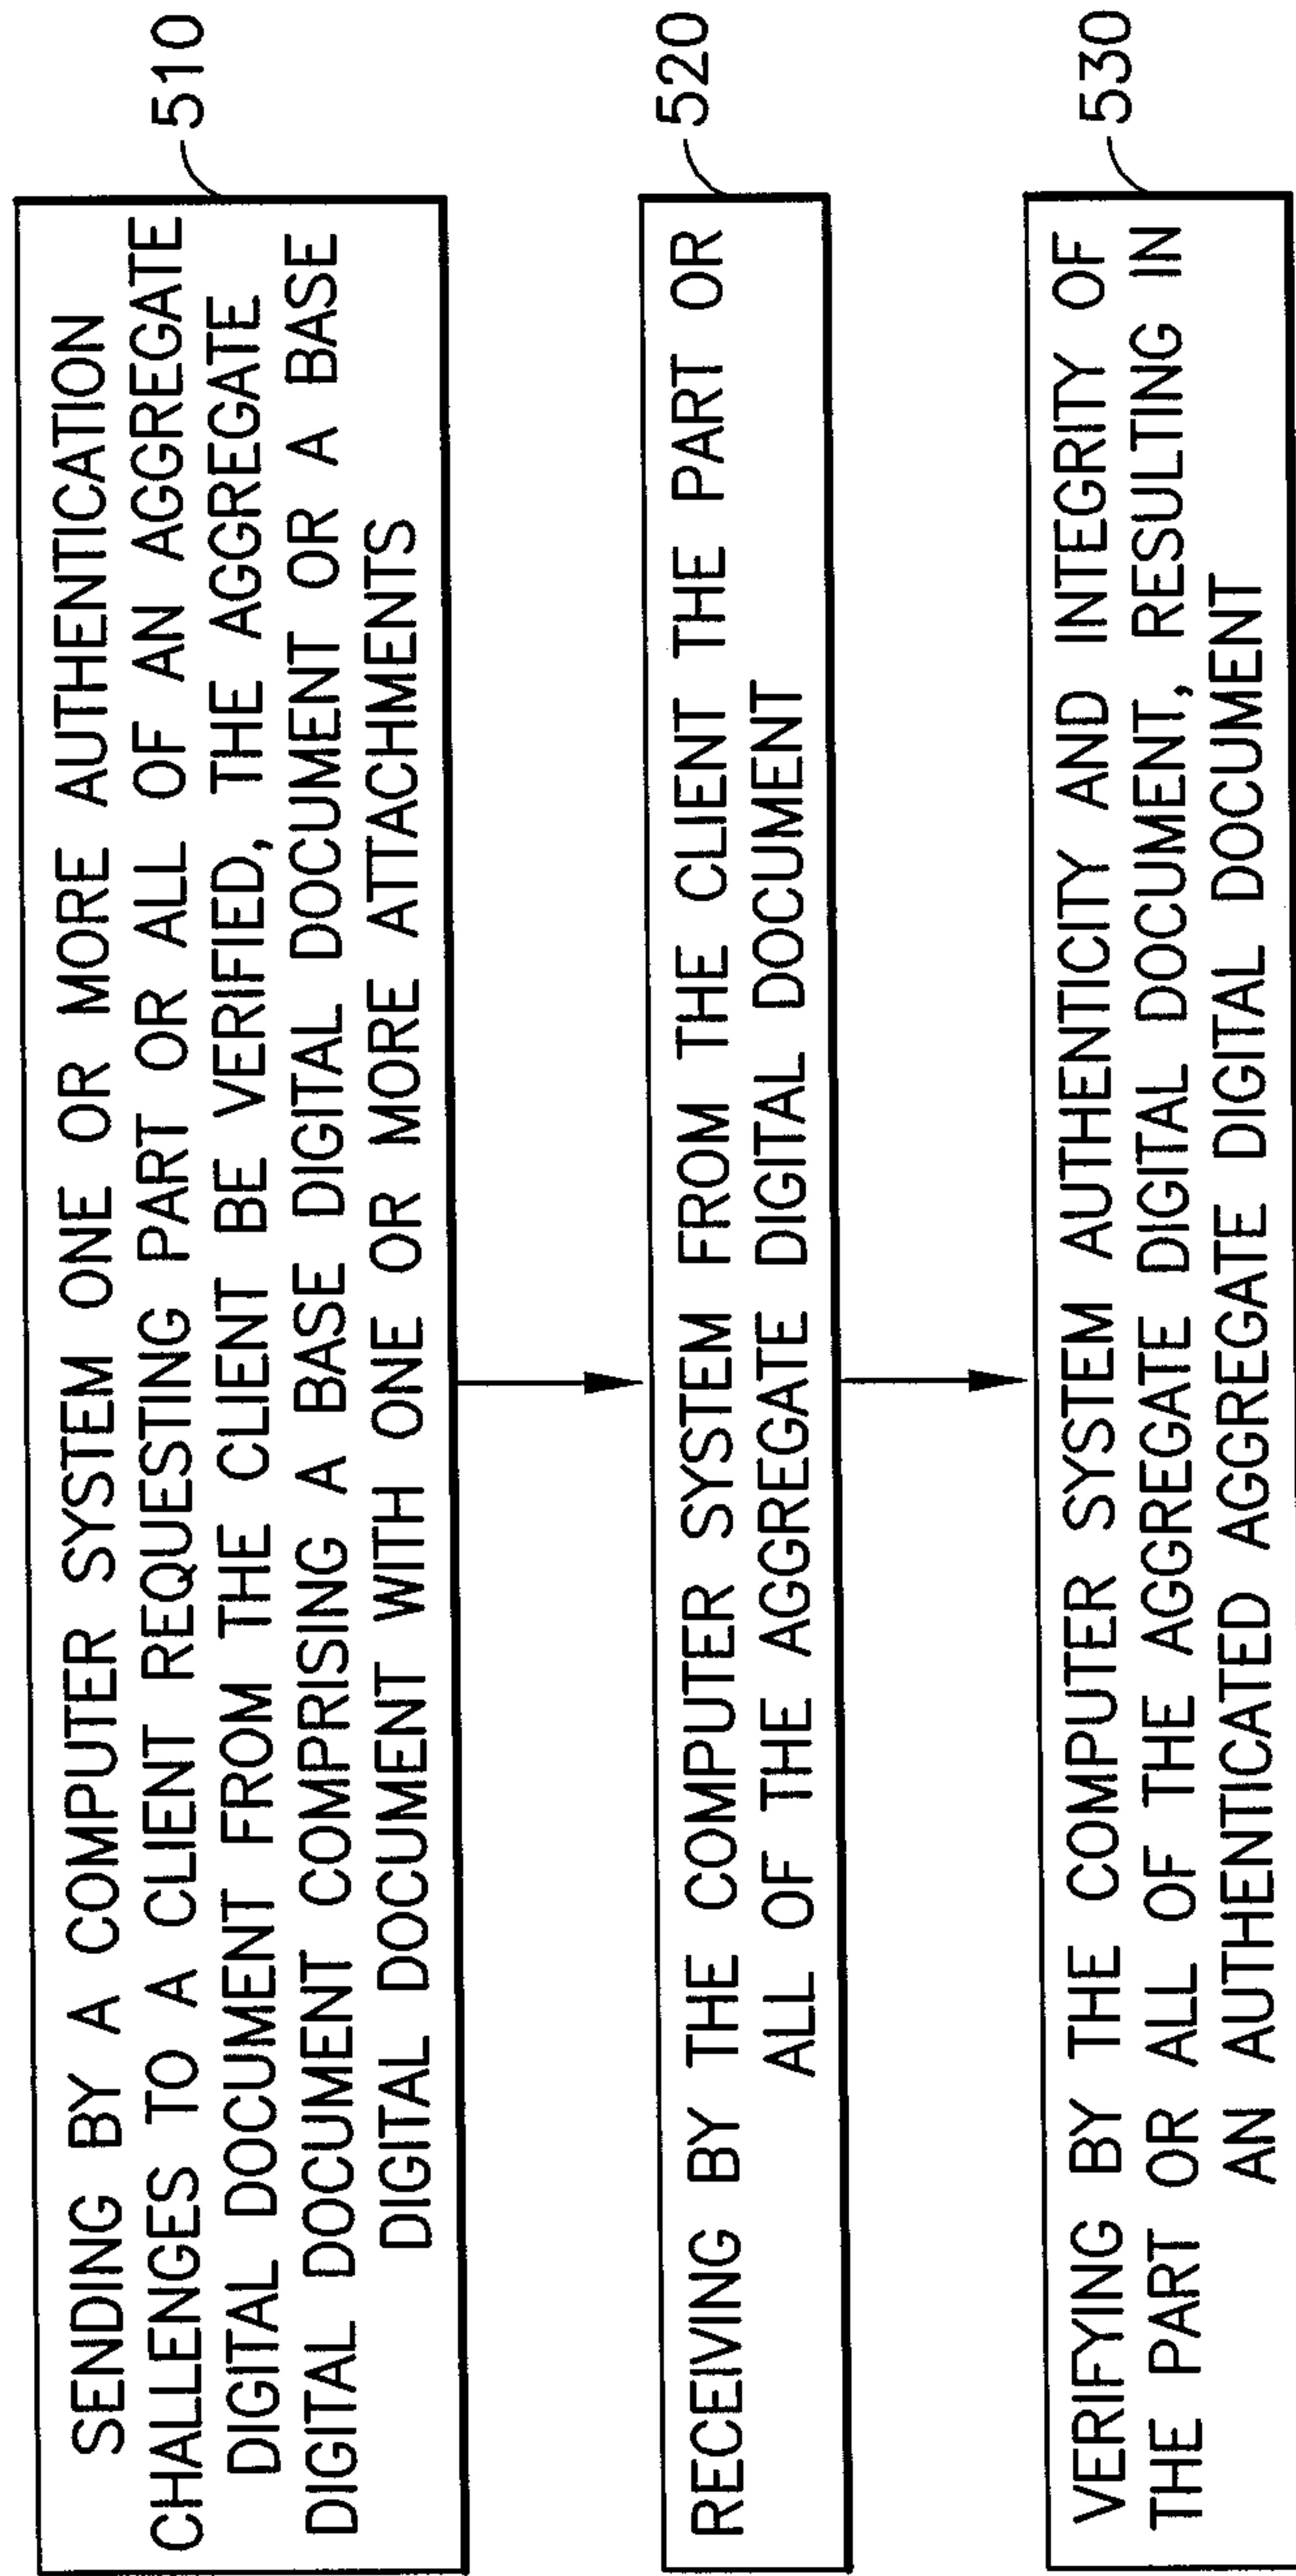 SENDING BY A COMPUTER SYSTEM ONE OR MORE AUTHENTICATION
CHALLENGES TO A CLIENT REQUESTING PART OR ALL OF AN AGGREGATE
DIGITAL DOCUMENT FROM THE CLIENT BE VERIFIED, THE AGGREGATE
DIGITAL DOCUMENT COMPRISING A BASE DIGITAL DOCUMENT OR A BASE
DIGITAL DOCUMENT WITH ONE OR MORE ATTACHMENTS
510
RECEIVING BY THE COMPUTER SYSTEM FROM THE CLIENT THE PART OR
ALL OF THE AGGREGATE DIGITAL DOCUMENT
520
VERIFYING BY THE COMPUTER SYSTEM AUTHENTICITY AND INTEGRITY OF
THE PART OR ALL OF THE AGGREGATE DIGITAL DOCUMENT, RESULTING IN
AN AUTHENTICATED AGGREGATE DIGITAL DOCUMENT
530